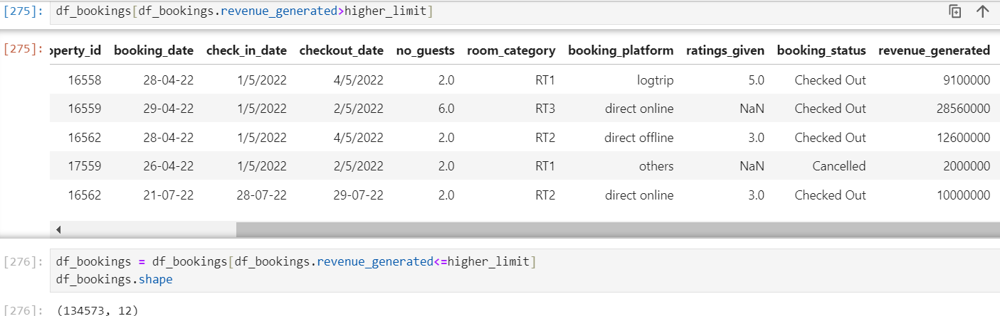 [275]: df_bookings[df_bookings.revenue_generated>higher_limit]
[275]: operty_id booking_date check_in_date checkout_date no_guests room_category booking_platform ratings_given booking_status revenue_generated
16558 28-04-22 1/5/2022 4/5/2022 2.0 RT1 logtrip 5.0 Checked Out 9100000
16559 29-04-22 1/5/2022 2/5/2022 6.0 RT3 direct online NaN Checked Out 28560000
16562 28-04-22 1/5/2022 4/5/2022 2.0 RT2 direct offline 3.0 Checked Out 12600000
17559 26-04-22 1/5/2022 2/5/2022 2.0 RT1 others NaN Cancelled 2000000
16562 21-07-22 28-07-22 29-07-22 2.0 RT2 direct online 3.0 Checked Out 10000000
[276]: df_bookings = df_bookings[df_bookings.revenue_generated<=higher_limit]
df_bookings.shape
[276]: (134573, 12)